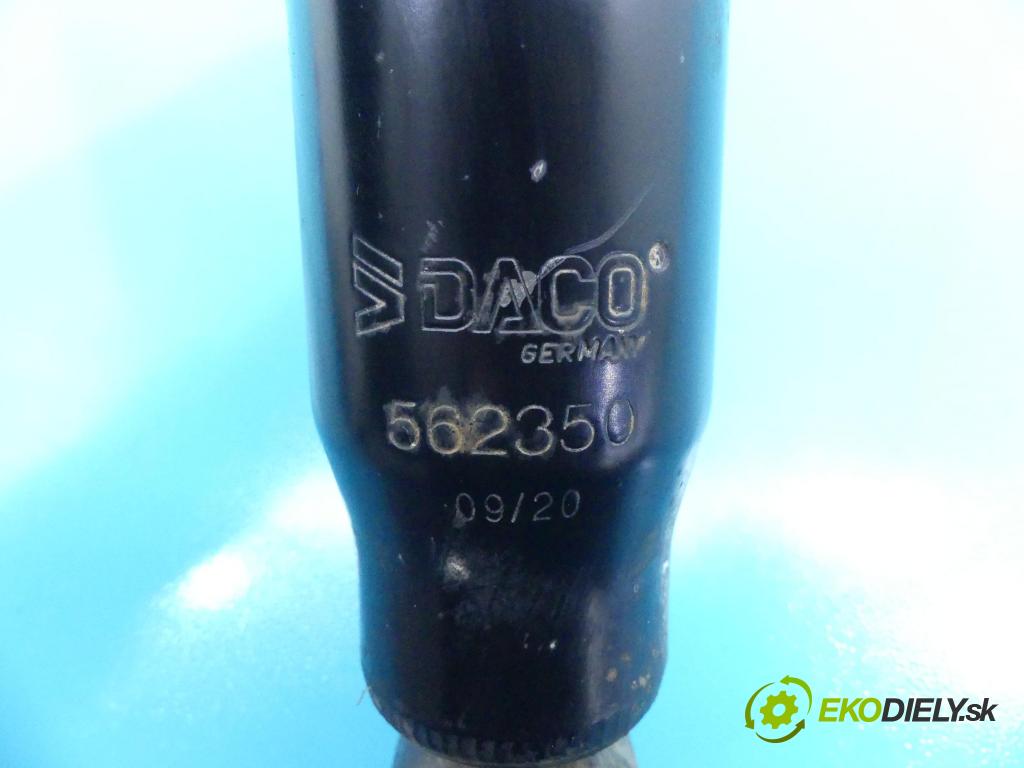 DACO®
GERMANY
562350
09/20
EKODIELY.sk